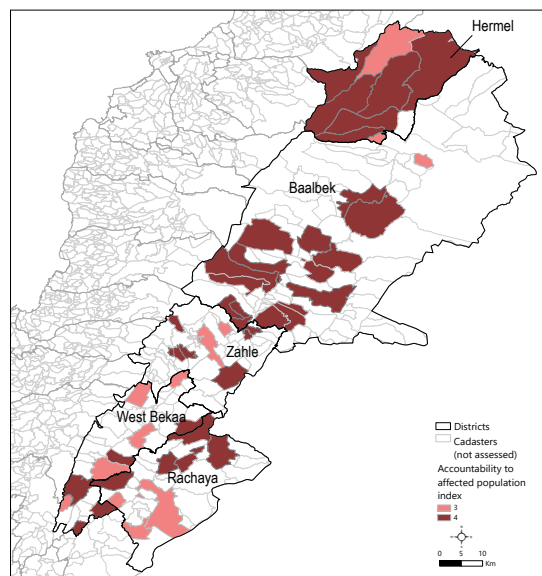 Hermel
Baalbek
Zahle
West Bekaa
Rachaya
Districts
Cadasters
(not assessed)
Accountability to
affected population
index
3
4
0 5 10
Km